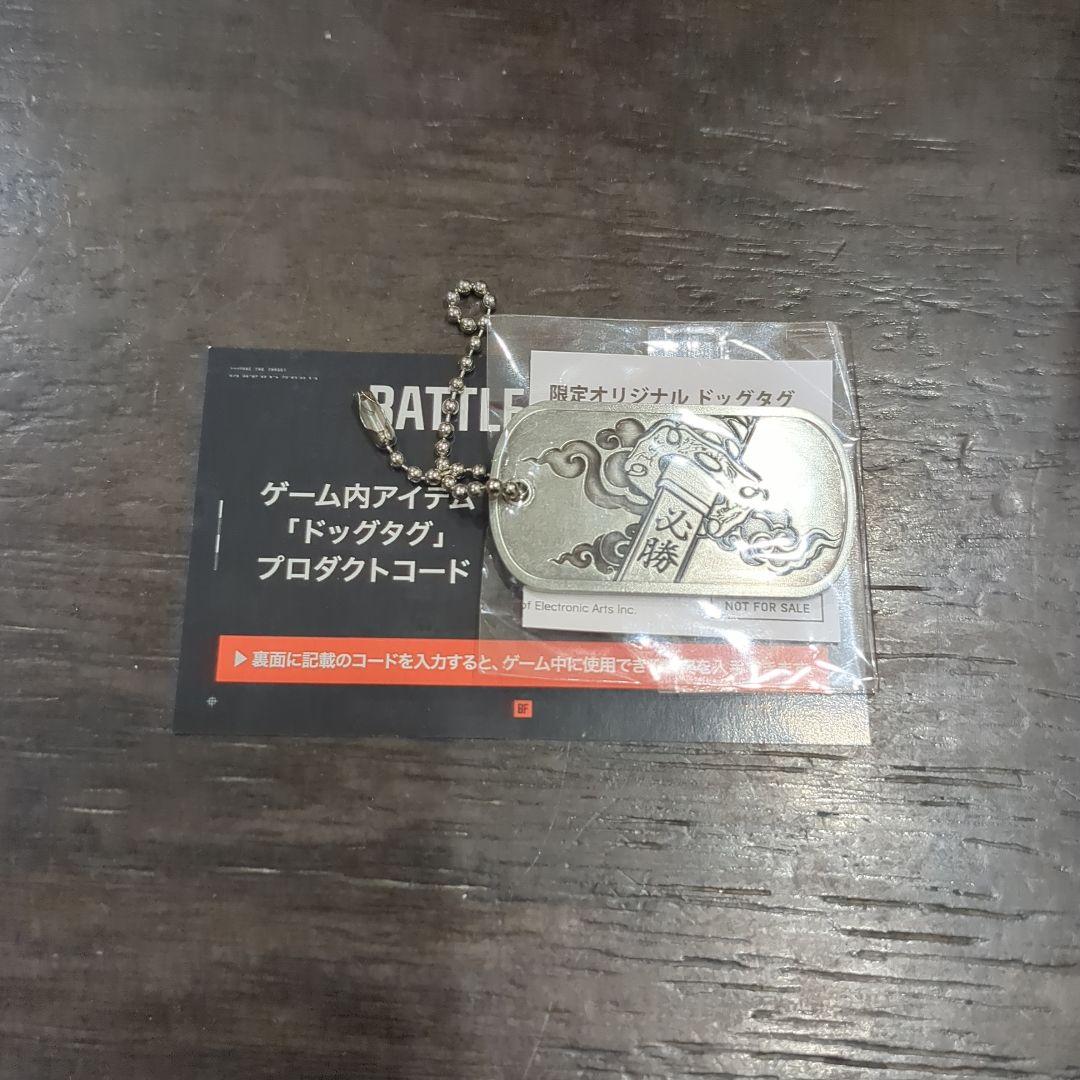 BATTLE
限定オリジナル ドッグタグ
ゲーム内アイテム
「ドッグタグ」
プロダクトコード
必勝
of Electronic Arts Inc.
NOT FOR SALE
▶裏面に記載のコードを入力すると、ゲーム中に使用でき
BF